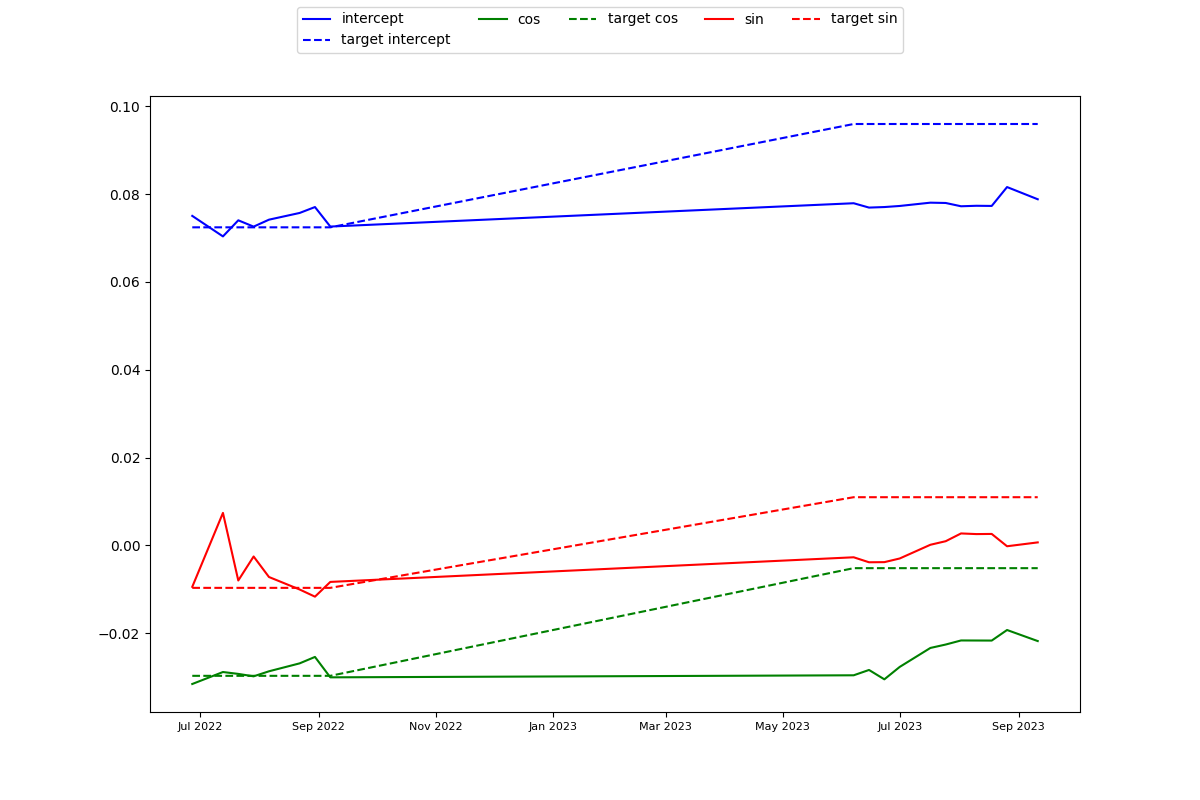 intercept cos target cos sin target sin
target intercept
0.10
0.08
0.06
0.04
0.02
0.00
−0.02
Jul 2022 Sep 2022 Nov 2022 Jan 2023 Mar 2023 May 2023 Jul 2023 Sep 2023